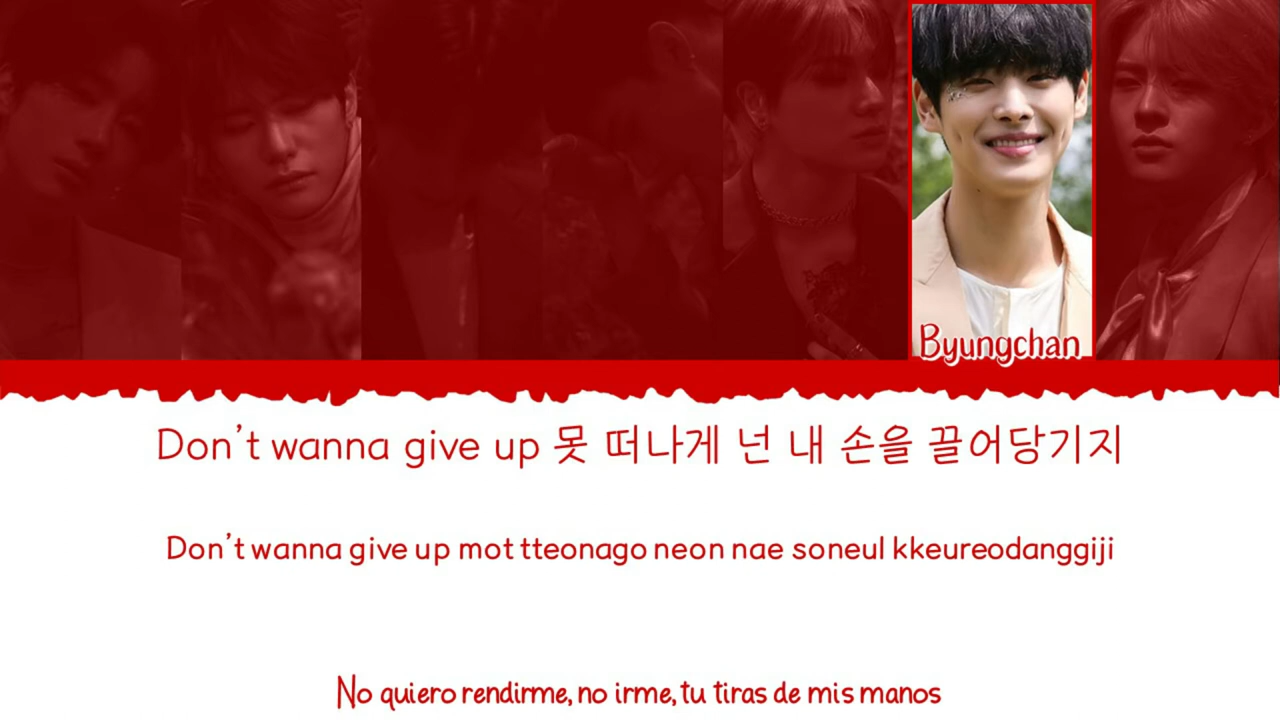 Byungchan
Don't wanna give up 못 떠나게 넌 내 손을 끌어당기지
Don't wanna give up mot tteonago neon nae soneul kkeureodanggiji
No quiero rendirme, no irme, tu tiras de mis manos